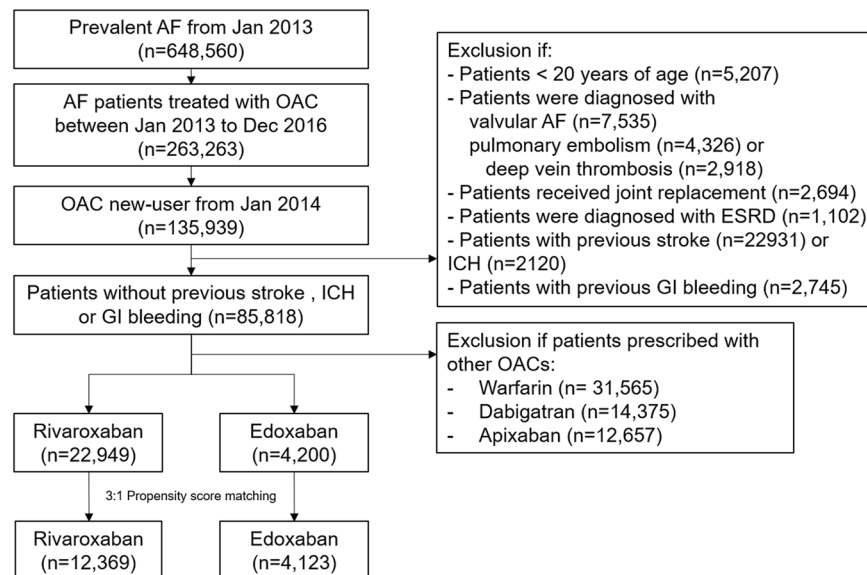 Prevalent AF from Jan 2013
(n=648,560)
AF patients treated with OAC
between Jan 2013 to Dec 2016
(n=263,263)
OAC new-user from Jan 2014
(n=135,939)
Exclusion if:
- Patients < 20 years of age (n=5,207)
- Patients were diagnosed with
valvular AF (n=7,535)
pulmonary embolism (n=4,326) or
deep vein thrombosis (n=2,918)
- Patients received joint replacement (n=2,694)
- Patients were diagnosed with ESRD (n=1,102)
- Patients with previous stroke (n=22931) or
ICH (n=2120)
- Patients with previous GI bleeding (n=2,745)
Patients without previous stroke , ICH
or GI bleeding (n=85,818)
Exclusion if patients prescribed with
other OACs:
- Warfarin (n= 31,565)
- Dabigatran (n=14,375)
- Apixaban (n=12,657)
Rivaroxaban
(n=22,949)
Edoxaban
(n=4,200)
3:1 Propensity score matching
Rivaroxaban
(n=12,369)
Edoxaban
(n=4,123)